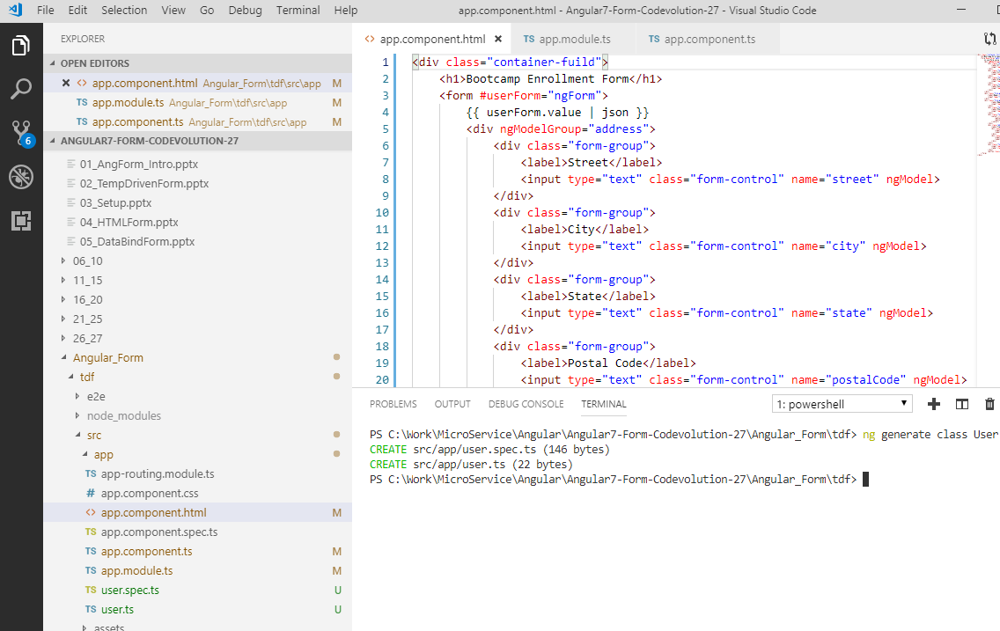 File Edit Selection View Go Debug Terminal Help app.component.html - Angular7-Form-Codevolution-27 - Visual Studio Code
EXPLORER
OPEN EDITORS
app.component.html Angular_Form\tdf\src\app M
TS app.module.ts Angular_Form\tdf\src\app M
TS app.component.ts Angular_Form\tdf\src\app M
ANGULAR7-FORM-CODEVOLUTION-27
01_AngForm_Intro.pptx
02_TempDrivenForm.pptx
03_Setup.pptx
04_HTMLForm.pptx
05_DataBindForm.pptx
06_10
11_15
16_20
21_25
26_27
Angular_Form
tdf
e2e
node_modules
src
app
TS app-routing.module.ts
# app.component.css
<> app.component.html M
TS app.component.spec.ts
TS app.component.ts M
TS app.module.ts M
TS user.spec.ts U
TS user.ts U
assets
6
<> app.component.html TS app.module.ts TS app.component.ts
1 <div class="container-fuild">
2 <h1>Bootcamp Enrollment Form</h1>
3 <form #userForm="ngForm">
4 {{ userForm.value | json }}
5 <div ngModelGroup="address">
6 <div class="form-group">
7 <label>Street</label>
8 <input type="text" class="form-control" name="street" ngModel>
9 </div>
10 <div class="form-group">
11 <label>City</label>
12 <input type="text" class="form-control" name="city" ngModel>
13 </div>
14 <div class="form-group">
15 <label>State</label>
16 <input type="text" class="form-control" name="state" ngModel>
17 </div>
18 <div class="form-group">
19 <label>Postal Code</label>
20 <input type="text" class="form-control" name="postalCode" ngModel>
PROBLEMS OUTPUT DEBUG CONSOLE TERMINAL 1: powershell
PS C:\Work\MicroService\Angular\Angular7-Form-Codevolution-27\Angular_Form\tdf> ng generate class User
CREATE src/app/user.spec.ts (146 bytes)
CREATE src/app/user.ts (22 bytes)
PS C:\Work\MicroService\Angular\Angular7-Form-Codevolution-27\Angular_Form\tdf>